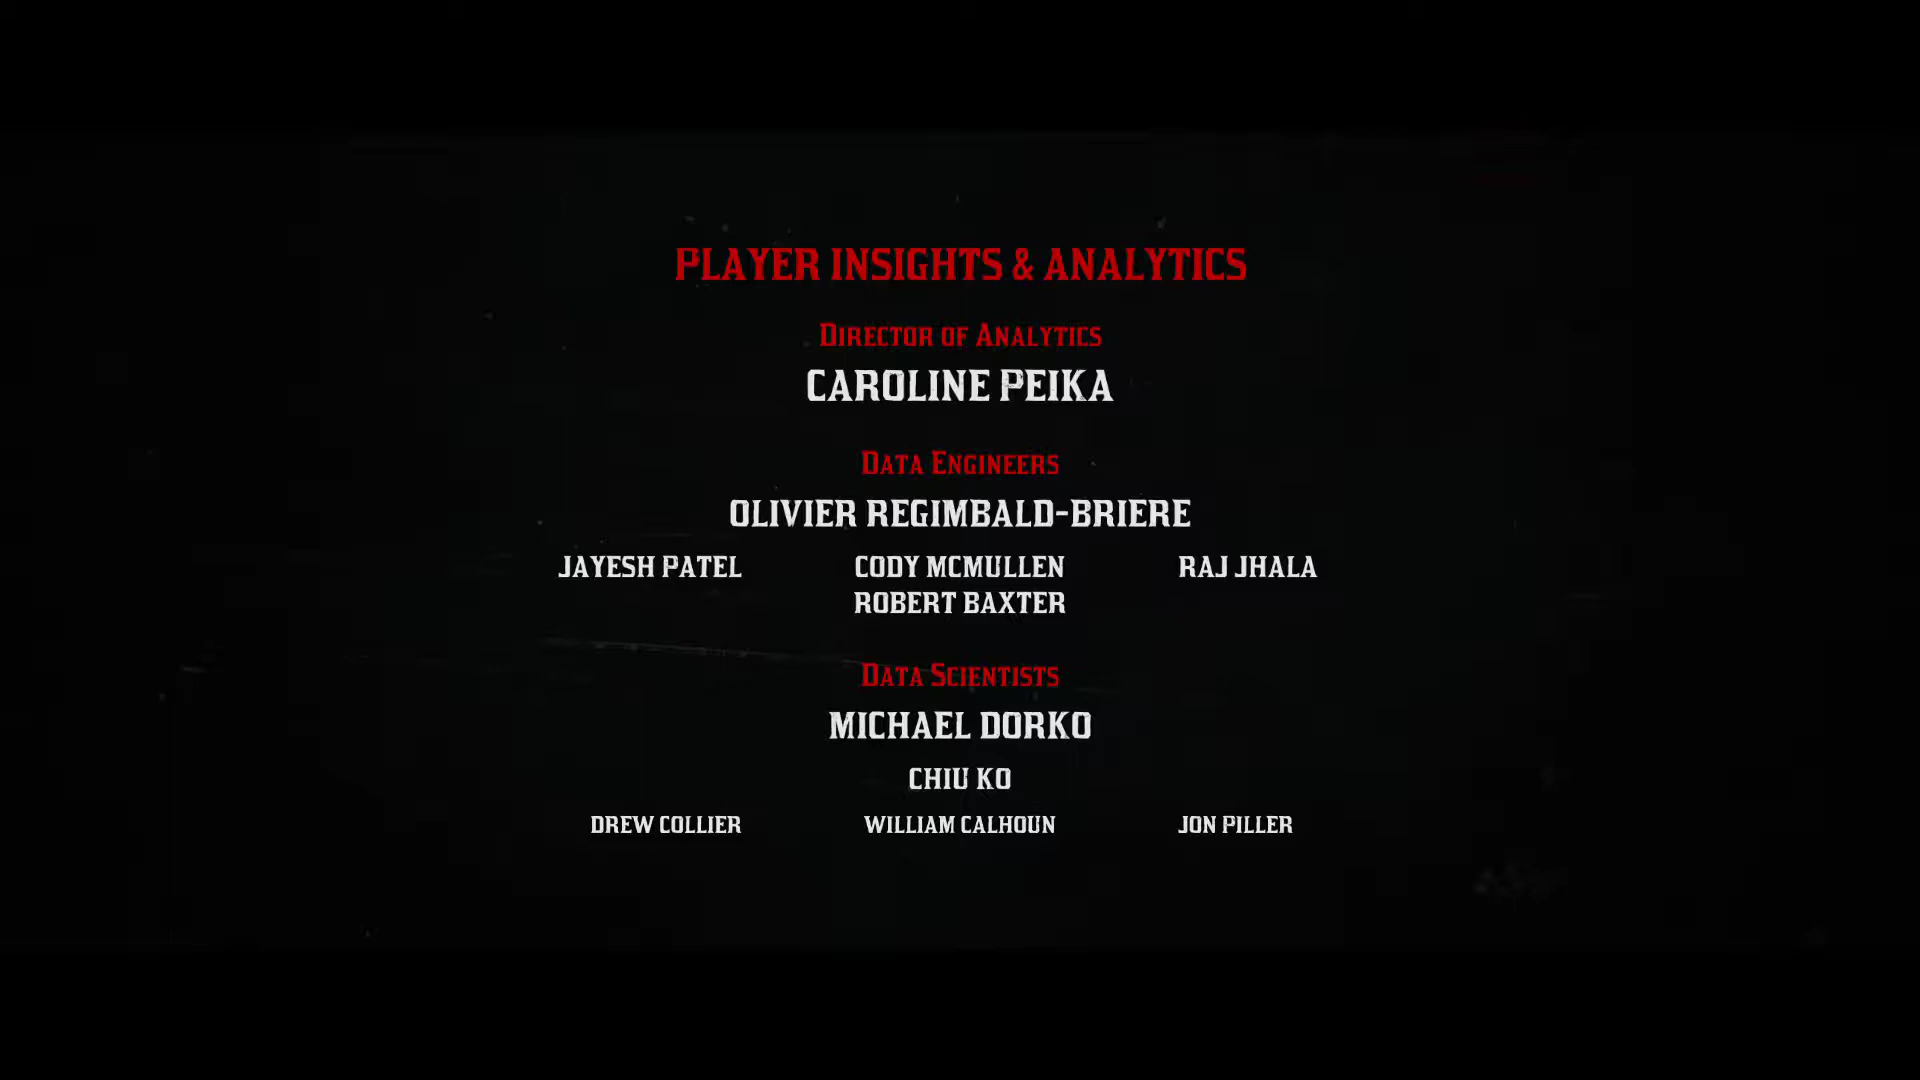 PLAYER INSIGHTS & ANALYTICS
DIRECTOR OF ANALYTICS
CAROLINE PEIKA
DATA ENGINEERS
OLIVIER REGIMBALD-BRIERE
JAYESH PATEL CODY MCMULLEN RAJ JHALA
ROBERT BAXTER
DATA SCIENTISTS
MICHAEL DORKO
CHIU KO
DREW COLLIER WILLIAM CALHOUN JON PILLER